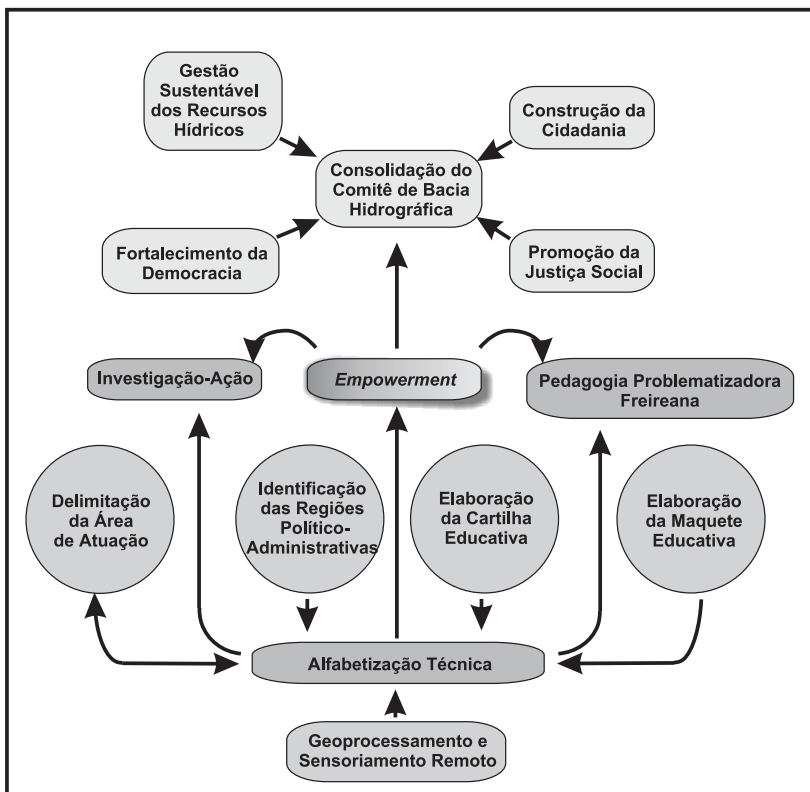 Gestão
Sustentável
dos Recursos
Hídricos
Construção da
Cidadania
Consolidação do
Comitê de Bacia
Hidrográfica
Fortalecimento da
Democracia
Promoção da
Justiça Social
Investigação-Ação
Empowerment
Pedagogia Problematizadora
Freireana
Delimitação
da Área
de Atuação
Identificação
das Regiões
Político-
Administrativas
Elaboração
da Cartilha
Educativa
Elaboração
da Maquete
Educativa
Alfabetização Técnica
Geoprocessamento e
Sensoriamento Remoto